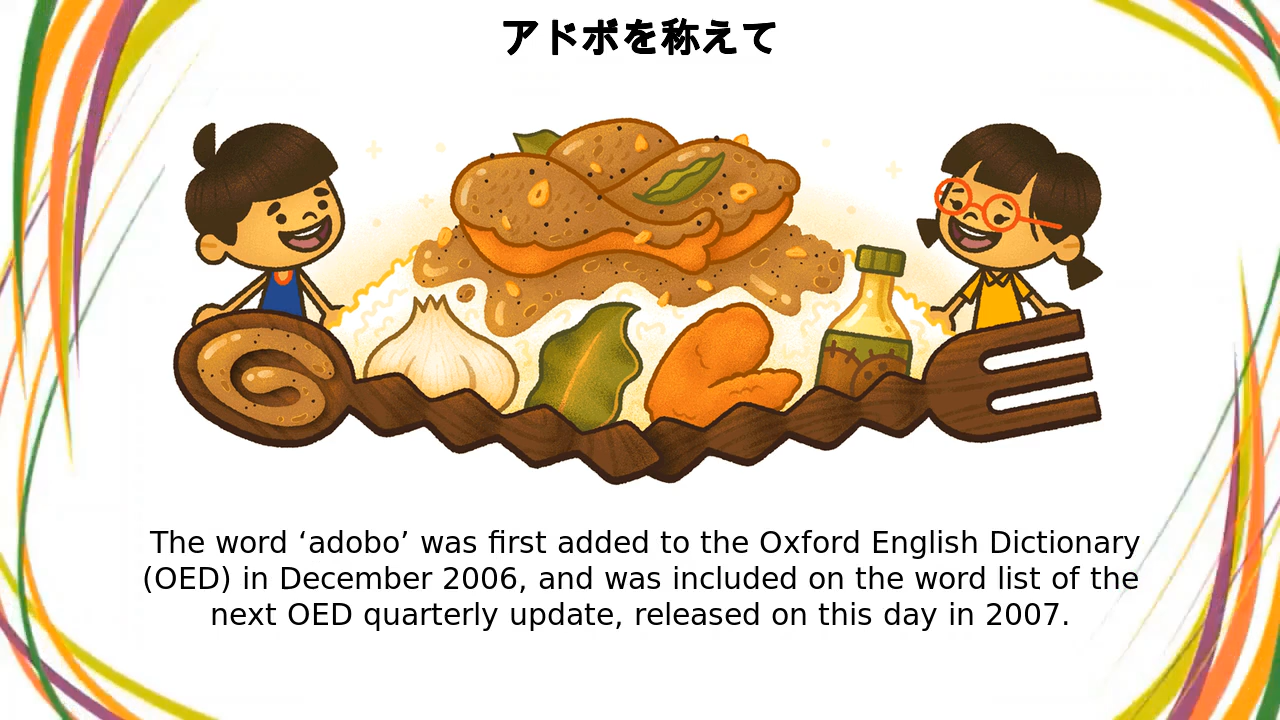 アドボを称えて
The word ‘adobo’ was first added to the Oxford English Dictionary
(OED) in December 2006, and was included on the word list of the
next OED quarterly update, released on this day in 2007.